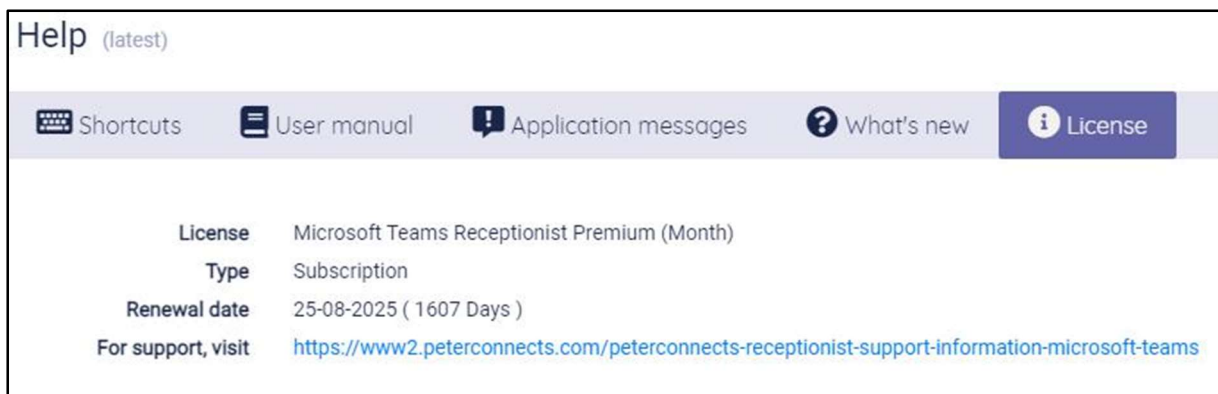 Help (latest)
Shortcuts User manual Application messages What's new License
License Microsoft Teams Receptionist Premium (Month)
Type Subscription
Renewal date 25-08-2025 ( 1607 Days )
For support, visit https://www2.peterconnects.com/peterconnects-receptionist-support-information-microsoft-teams